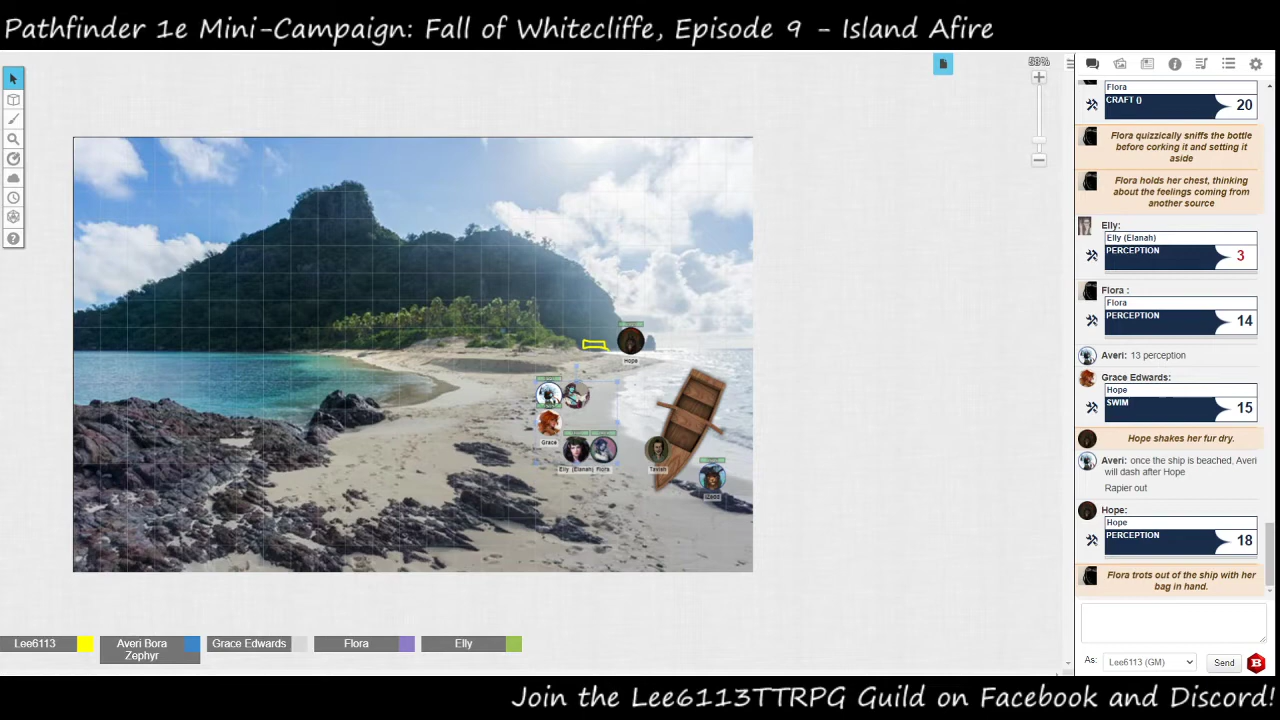 Pathfinder 1e Mini-Campaign: Fall of Whitecliffe, Episode 9 - Island Afire
Flora
CRAFT ()
20
Flora quizzically sniffs the bottle
before corking it and setting it
aside
Flora holds her chest, thinking
about the feelings coming from
another source
Elly:
Elly (Elanah)
PERCEPTION
3
Flora :
Flora
PERCEPTION
14
Averi: 13 perception
Grace Edwards:
Hope
SWIM
15
Hope shakes her fur dry.
Averi: once the ship is beached, Averi
will dash after Hope
Rapier out
Hope:
Hope
PERCEPTION
18
Flora trots out of the ship with her
bag in hand.
As:
Lee6113 (GM)
Send
Hope
Grace
Elly (Elanah)
Flora
Lee6113
Averi Bora
Zephyr
Grace Edwards
Flora
Elly
Join the Lee6113TTRPG Guild on Facebook and Discord!